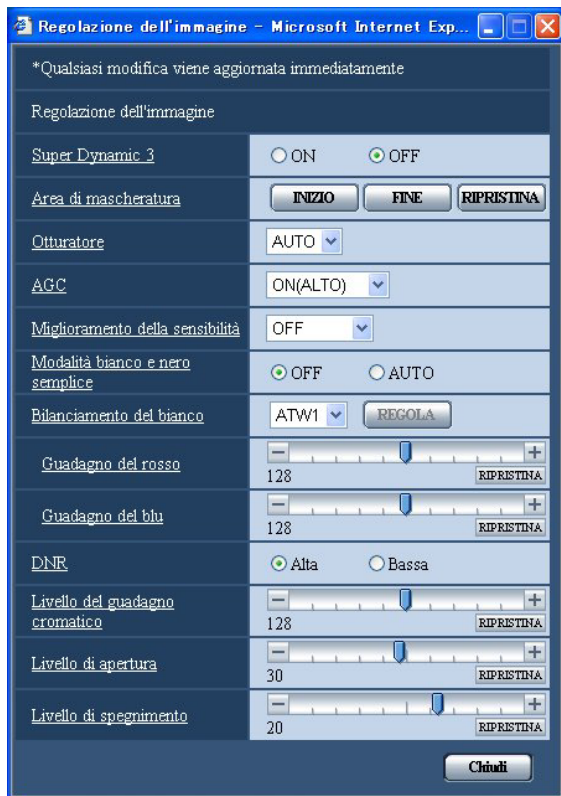 Regolazione dell'immagine - Microsoft Internet Exp...
*Qualsiasi modifica viene aggiornata immediatamente
Regolazione dell'immagine
Super Dynamic 3 ON OFF
Area di mascheratura INIZIO FINE RIPRISTINA
Otturatore AUTO
AGC ON(ALTO)
Miglioramento della sensibilità OFF
Modalità bianco e nero
semplice OFF AUTO
Bilanciamento del bianco ATW1 REGOLA
Guadagno del rosso 128 RIPRISTINA
Guadagno del blu 128 RIPRISTINA
DNR Alta Bassa
Livello del guadagno
cromatico 128 RIPRISTINA
Livello di apertura 30 RIPRISTINA
Livello di spegnimento 20 RIPRISTINA
Chiudi